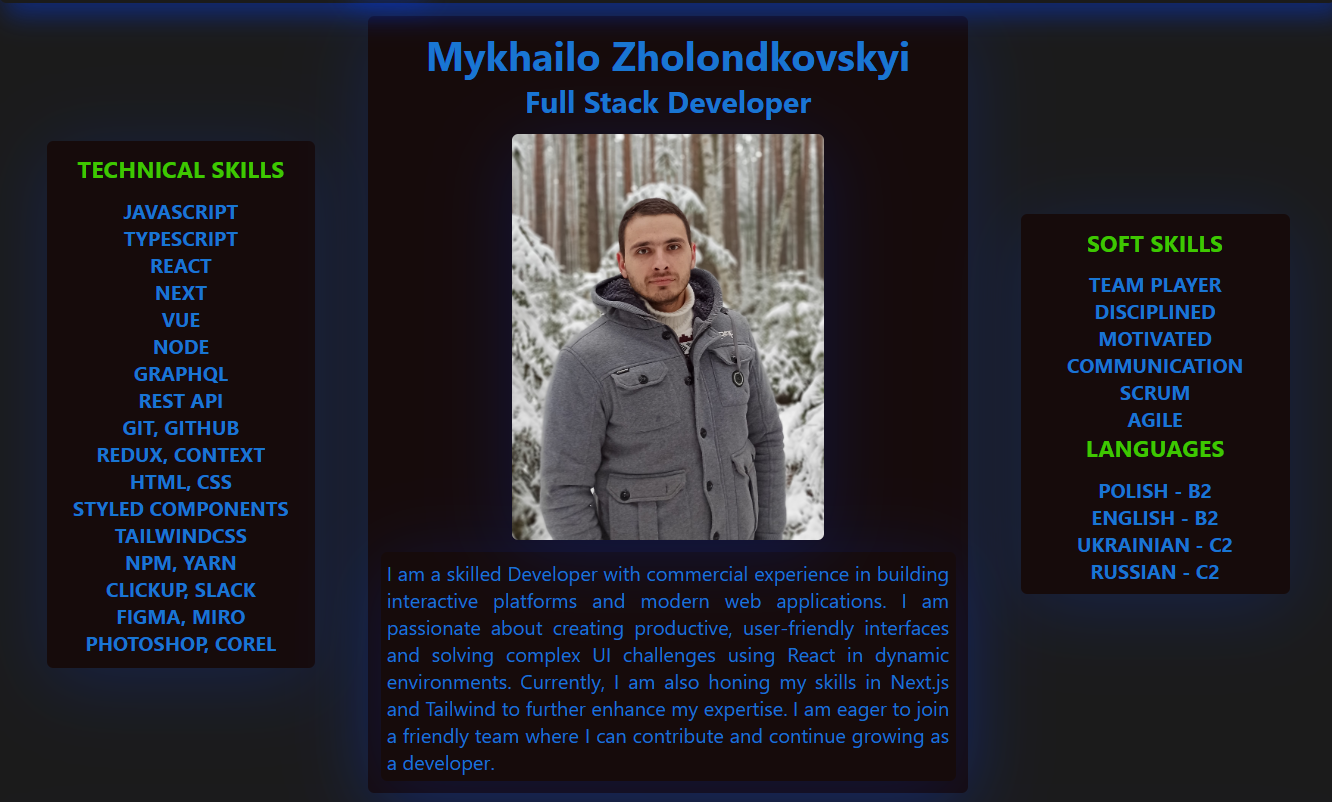 Mykhailo Zholondkovskyi
Full Stack Developer
TECHNICAL SKILLS
JAVASCRIPT
TYPESCRIPT
REACT
NEXT
VUE
NODE
GRAPHQL
REST API
GIT, GITHUB
REDUX, CONTEXT
HTML, CSS
STYLED COMPONENTS
TAILWINDCSS
NPM, YARN
CLICKUP, SLACK
FIGMA, MIRO
PHOTOSHOP, COREL
I am a skilled Developer with commercial experience in building
interactive platforms and modern web applications. I am
passionate about creating productive, user-friendly interfaces
and solving complex UI challenges using React in dynamic
environments. Currently, I am also honing my skills in Next.js
and Tailwind to further enhance my expertise. I am eager to join
a friendly team where I can contribute and continue growing as
a developer.
SOFT SKILLS
TEAM PLAYER
DISCIPLINED
MOTIVATED
COMMUNICATION
SCRUM
AGILE
LANGUAGES
POLISH - B2
ENGLISH - B2
UKRAINIAN - C2
RUSSIAN - C2